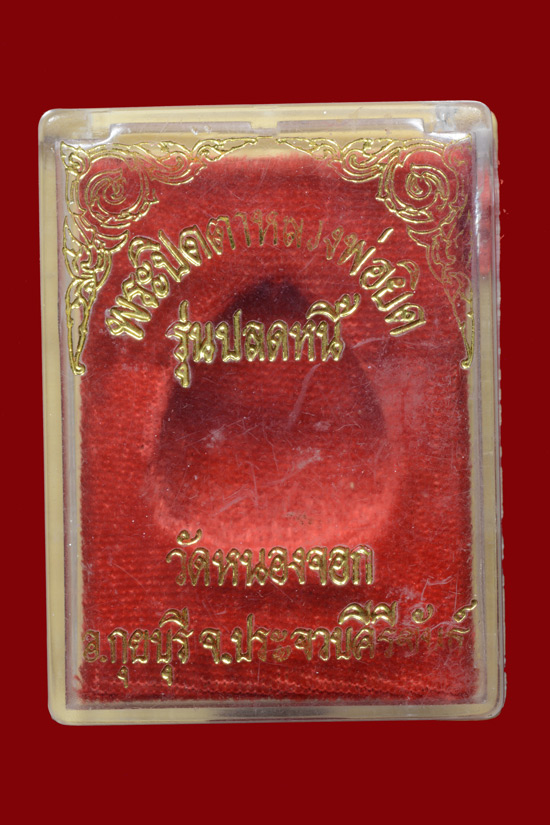 พระปิดตาหลวงพ่อยิด
รุ่นปลดหนี้
วัดหนองจอก
อ.กุยบุรี จ.ประจวบคีรีขันธ์